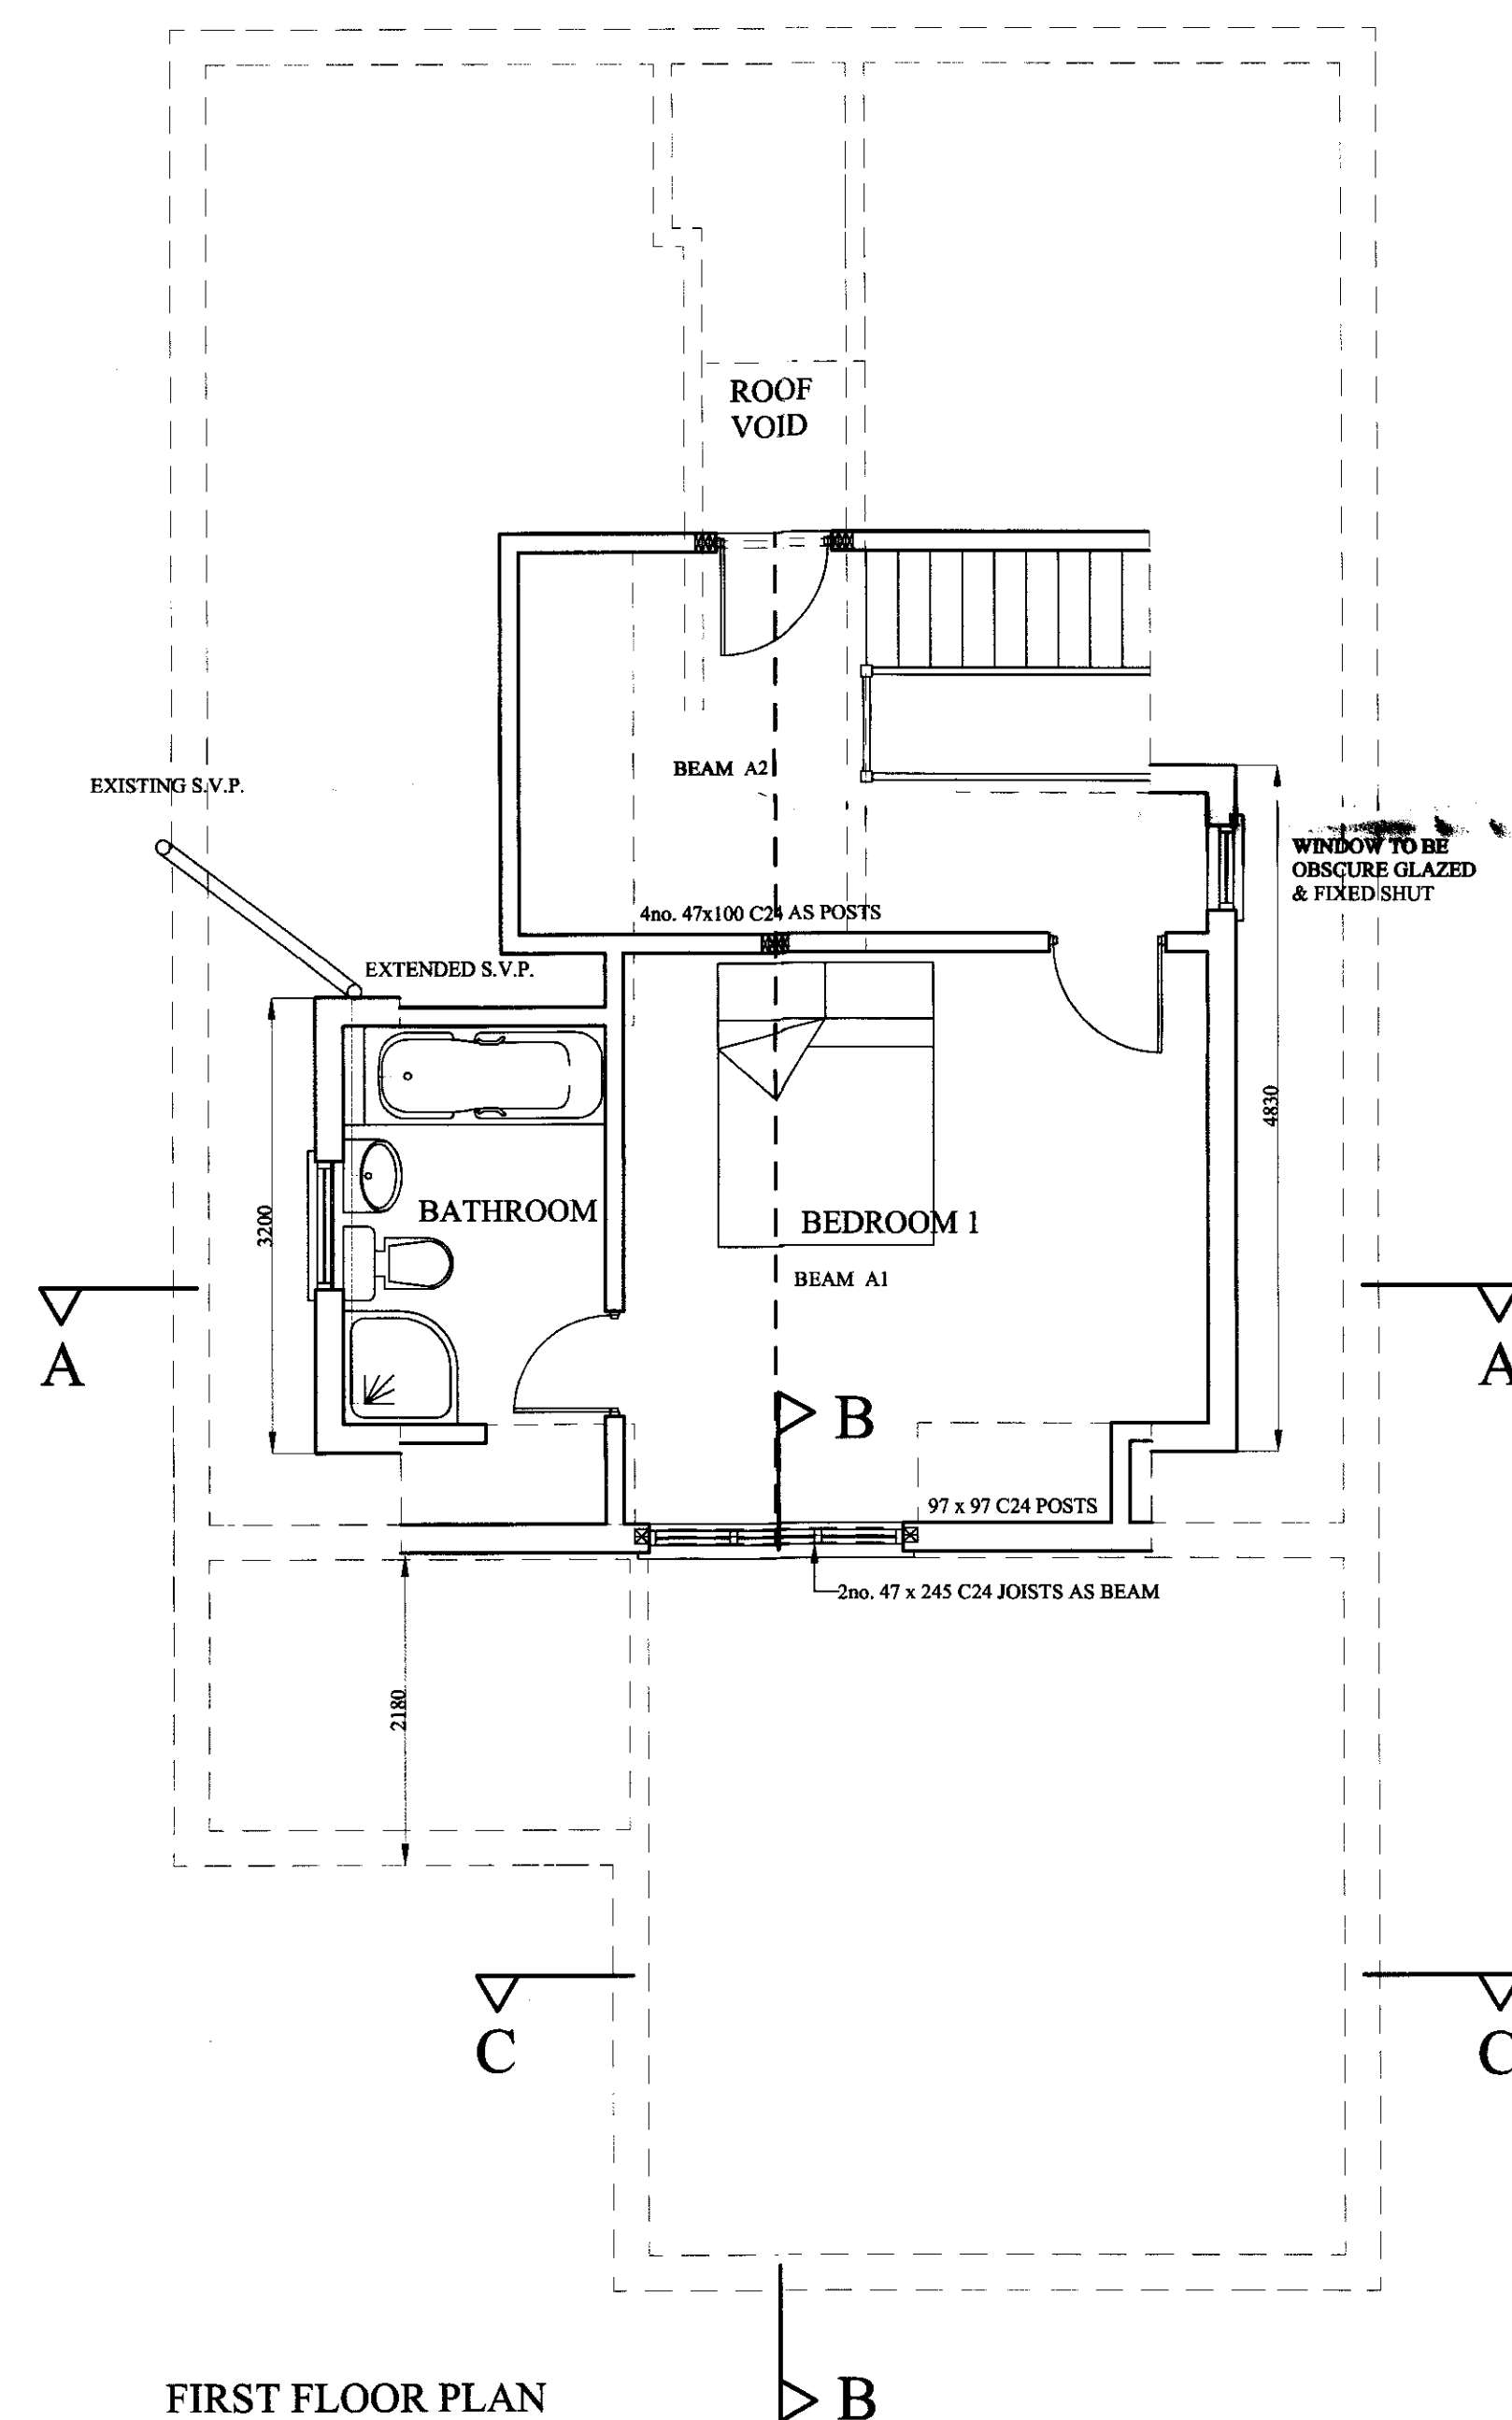 ROOF
VOID
BEAM A2
EXISTING S.V.P.
WINDOW TO BE
OBSCURE GLAZED
& FIXED SHUT
4no. 47x100 C24 AS POSTS
EXTENDED S.V.P.
4830
3200
BATHROOM
BEDROOM 1
BEAM A1
A
A
B
97 x 97 C24 POSTS
2no. 47 x 245 C24 JOISTS AS BEAM
2180
C
C
FIRST FLOOR PLAN
B